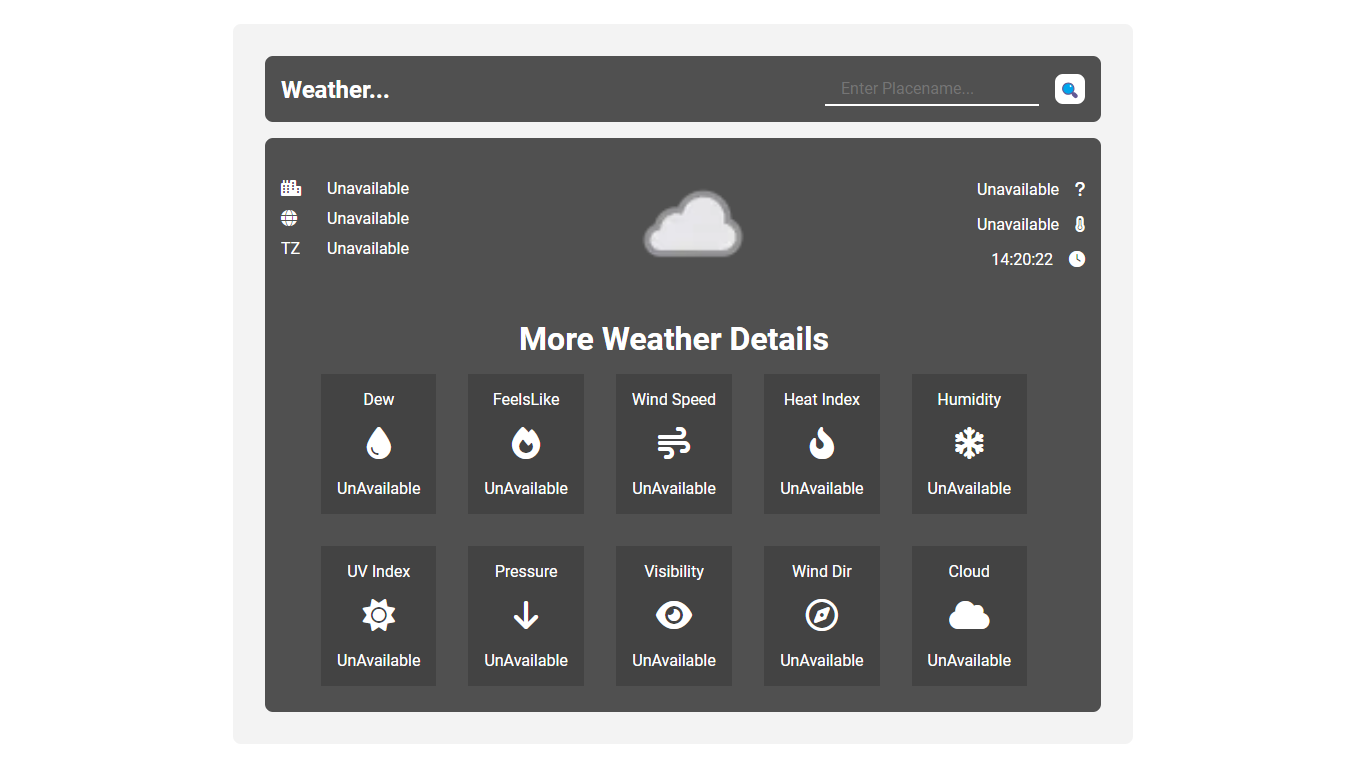 Weather...
Enter Placename...
Unavailable
Unavailable
TZ Unavailable
Unavailable ?
Unavailable
14:20:22
More Weather Details
Dew
FeelsLike
Wind Speed
Heat Index
Humidity
UnAvailable
UnAvailable
UnAvailable
UnAvailable
UnAvailable
UV Index
Pressure
Visibility
Wind Dir
Cloud
UnAvailable
UnAvailable
UnAvailable
UnAvailable
UnAvailable